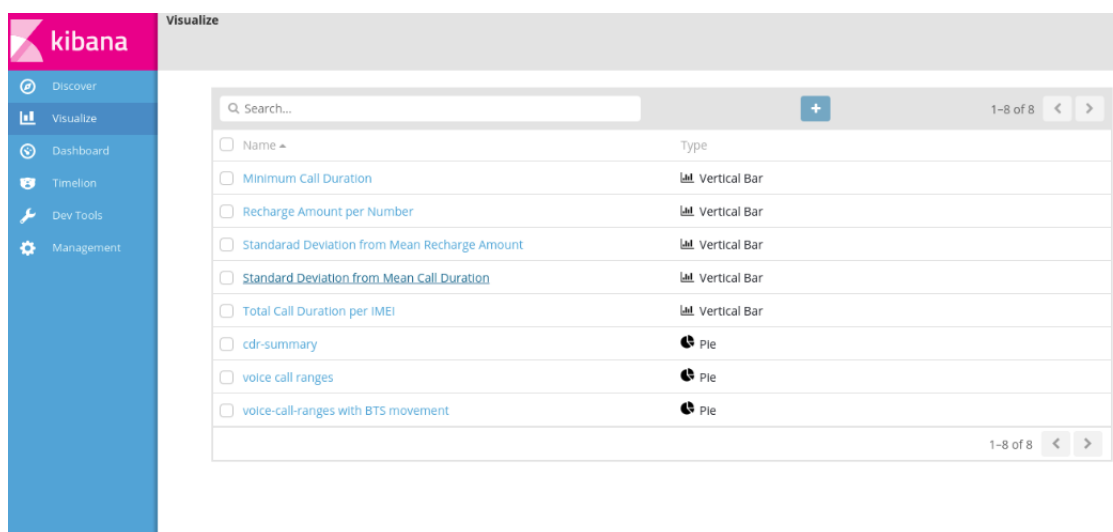 Visualize
kibana
Discover
Visualize
Dashboard
Timelion
Dev Tools
Management
Search...
+
1–8 of 8
Name
Type
Minimum Call Duration
Vertical Bar
Recharge Amount per Number
Vertical Bar
Standarad Deviation from Mean Recharge Amount
Vertical Bar
Standard Deviation from Mean Call Duration
Vertical Bar
Total Call Duration per IMEI
Vertical Bar
cdr-summary
Pie
voice call ranges
Pie
voice-call-ranges with BTS movement
Pie
1–8 of 8